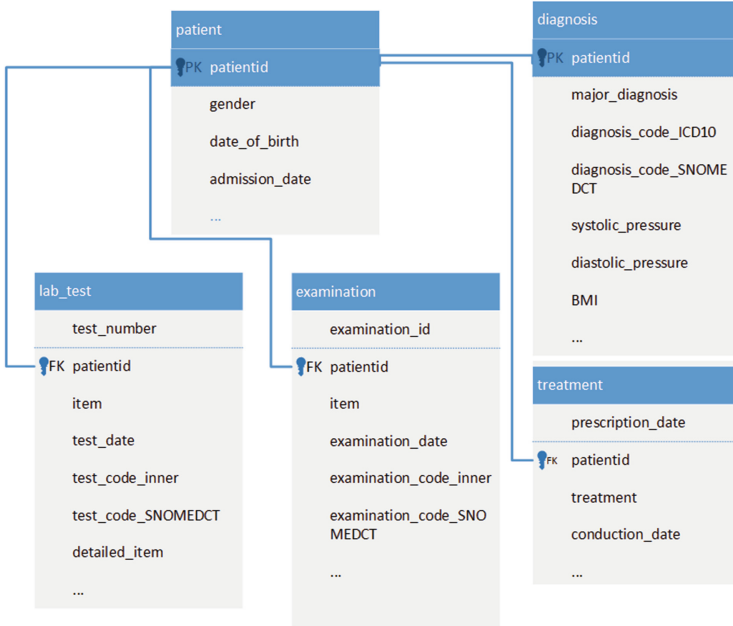 patient
PK patientid
gender
date_of_birth
admission_date
...
diagnosis
PK patientid
major_diagnosis
diagnosis_code_ICD10
diagnosis_code_SNOME
DCT
systolic_pressure
diastolic_pressure
BMI
...
lab_test
test_number
FK patientid
item
test_date
test_code_inner
test_code_SNOMEDCT
detailed_item
...
examination
examination_id
FK patientid
item
examination_date
examination_code_inner
examination_code_SNO
MEDCT
...
treatment
prescription_date
FK patientid
treatment
conduction_date
...